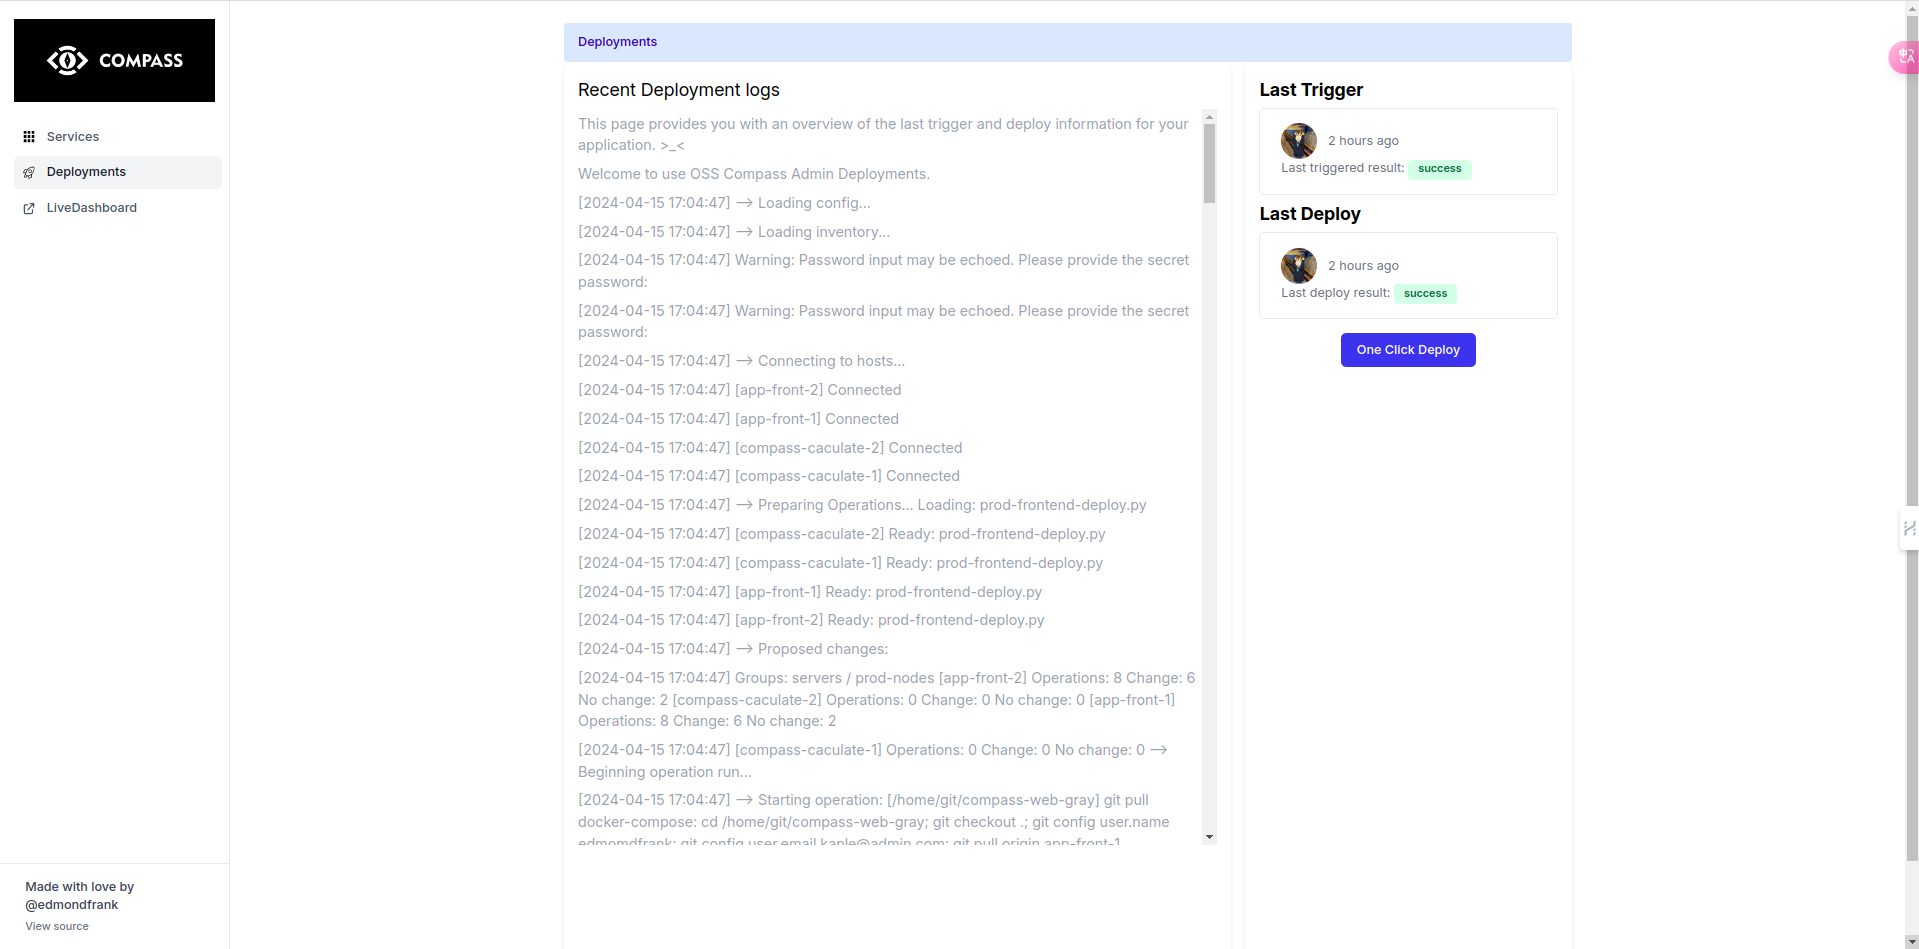 COMPASS
Services
Deployments
LiveDashboard
Made with love by
@edmondfrank
View source
Deployments
Recent Deployment logs
This page provides you with an overview of the last trigger and deploy information for your
application. >_<
Welcome to use OSS Compass Admin Deployments.
[2024-04-15 17:04:47] --> Loading config...
[2024-04-15 17:04:47] --> Loading inventory...
[2024-04-15 17:04:47] Warning: Password input may be echoed. Please provide the secret
password:
[2024-04-15 17:04:47] Warning: Password input may be echoed. Please provide the secret
password:
[2024-04-15 17:04:47] --> Connecting to hosts...
[2024-04-15 17:04:47] [app-front-2] Connected
[2024-04-15 17:04:47] [app-front-1] Connected
[2024-04-15 17:04:47] [compass-caculate-2] Connected
[2024-04-15 17:04:47] [compass-caculate-1] Connected
[2024-04-15 17:04:47] --> Preparing Operations... Loading: prod-frontend-deploy.py
[2024-04-15 17:04:47] [compass-caculate-2] Ready: prod-frontend-deploy.py
[2024-04-15 17:04:47] [compass-caculate-1] Ready: prod-frontend-deploy.py
[2024-04-15 17:04:47] [app-front-1] Ready: prod-frontend-deploy.py
[2024-04-15 17:04:47] [app-front-2] Ready: prod-frontend-deploy.py
[2024-04-15 17:04:47] --> Proposed changes:
[2024-04-15 17:04:47] Groups: servers / prod-nodes [app-front-2] Operations: 8 Change: 6
No change: 2 [compass-caculate-2] Operations: 0 Change: 0 No change: 0 [app-front-1]
Operations: 8 Change: 6 No change: 2
[2024-04-15 17:04:47] [compass-caculate-1] Operations: 0 Change: 0 No change: 0 -->
Beginning operation run...
[2024-04-15 17:04:47] --> Starting operation: [/home/git/compass-web-gray] git pull
docker-compose: cd /home/git/compass-web-gray; git checkout .; git config user.name
edmomdfrank; git config user.email kanle@admin.com; git pull origin app-front-1
Last Trigger
2 hours ago
Last triggered result: success
Last Deploy
2 hours ago
Last deploy result: success
One Click Deploy
中A